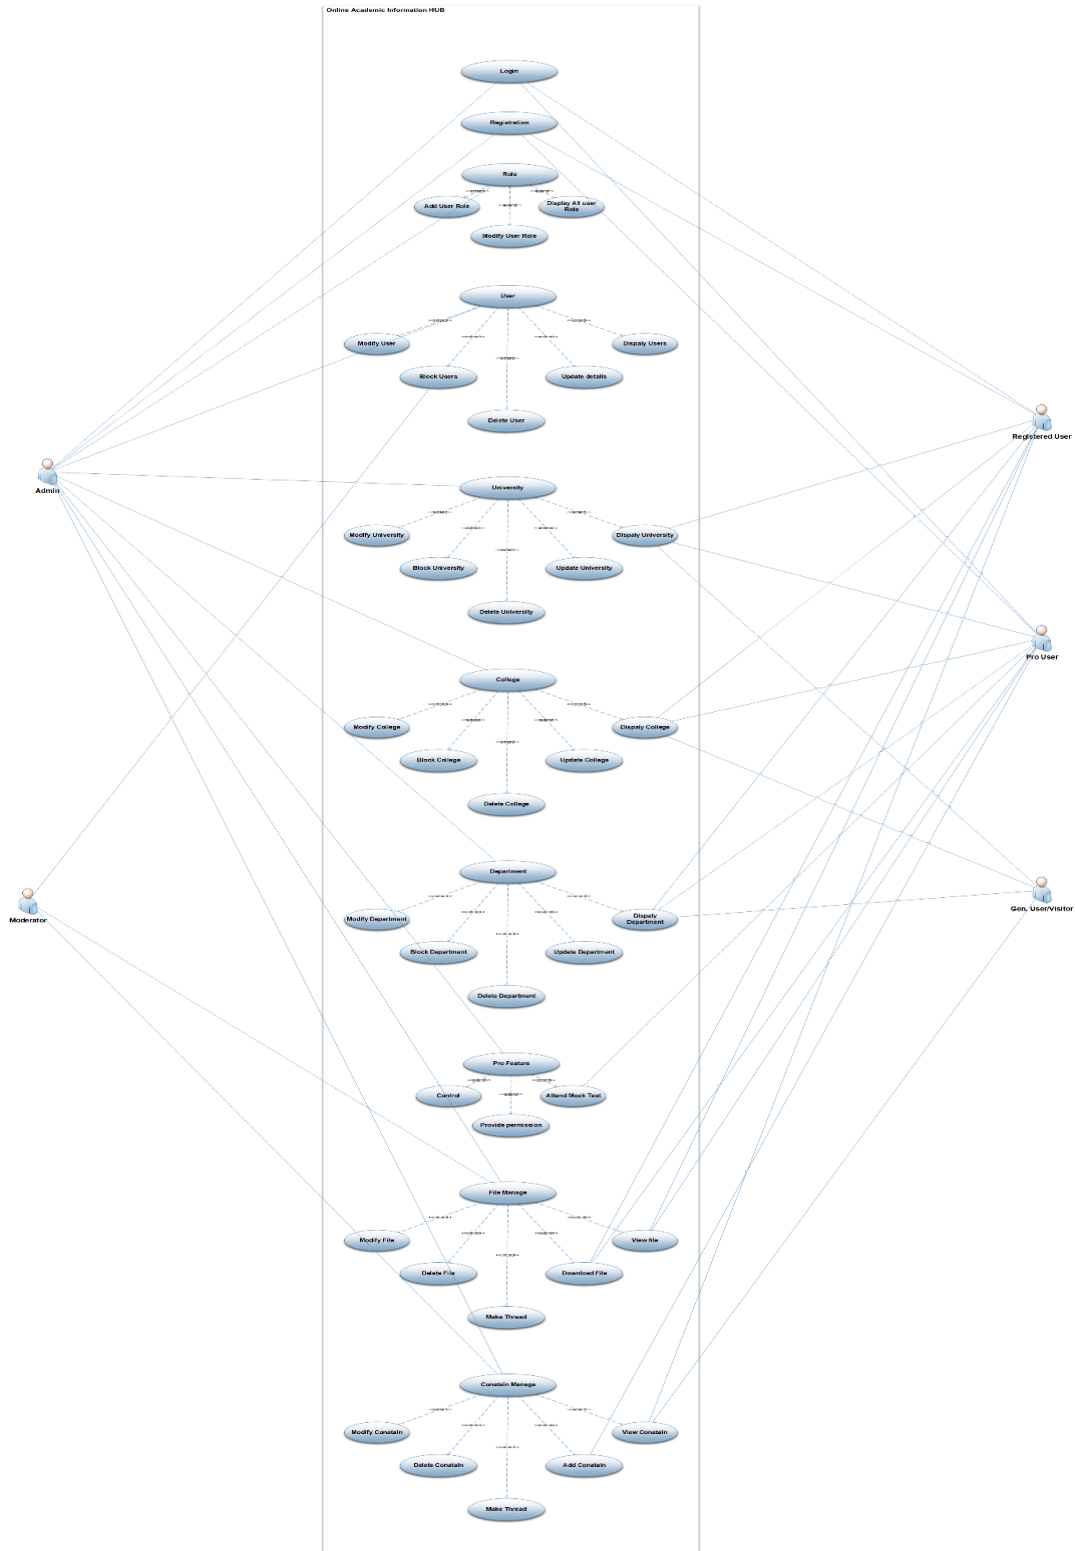 Online Academic Information HUB
Login
Registration
Role
Add User Role
Display All user
Role
Modify User Role
User
Modify User
Dispaly Users
Block Users
Update details
Delete User
Registered User
Admin
University
Modify University
Dispaly University
Block University
Update University
Delete University
Pro User
College
Modify College
Dispaly College
Block College
Update College
Delete College
Department
Moderator
Gen. User/Visitor
Modify Department
Dispaly
Department
Block Department
Update Department
Delete Department
Pro Feature
Control
Attend Mock Test
Provide permission
File Manage
Modify File
View file
Delete File
Download File
Make Thread
Conatain Manage
Modify Conatain
View Conatain
Delete Conatain
Add Conatain
Make Thread